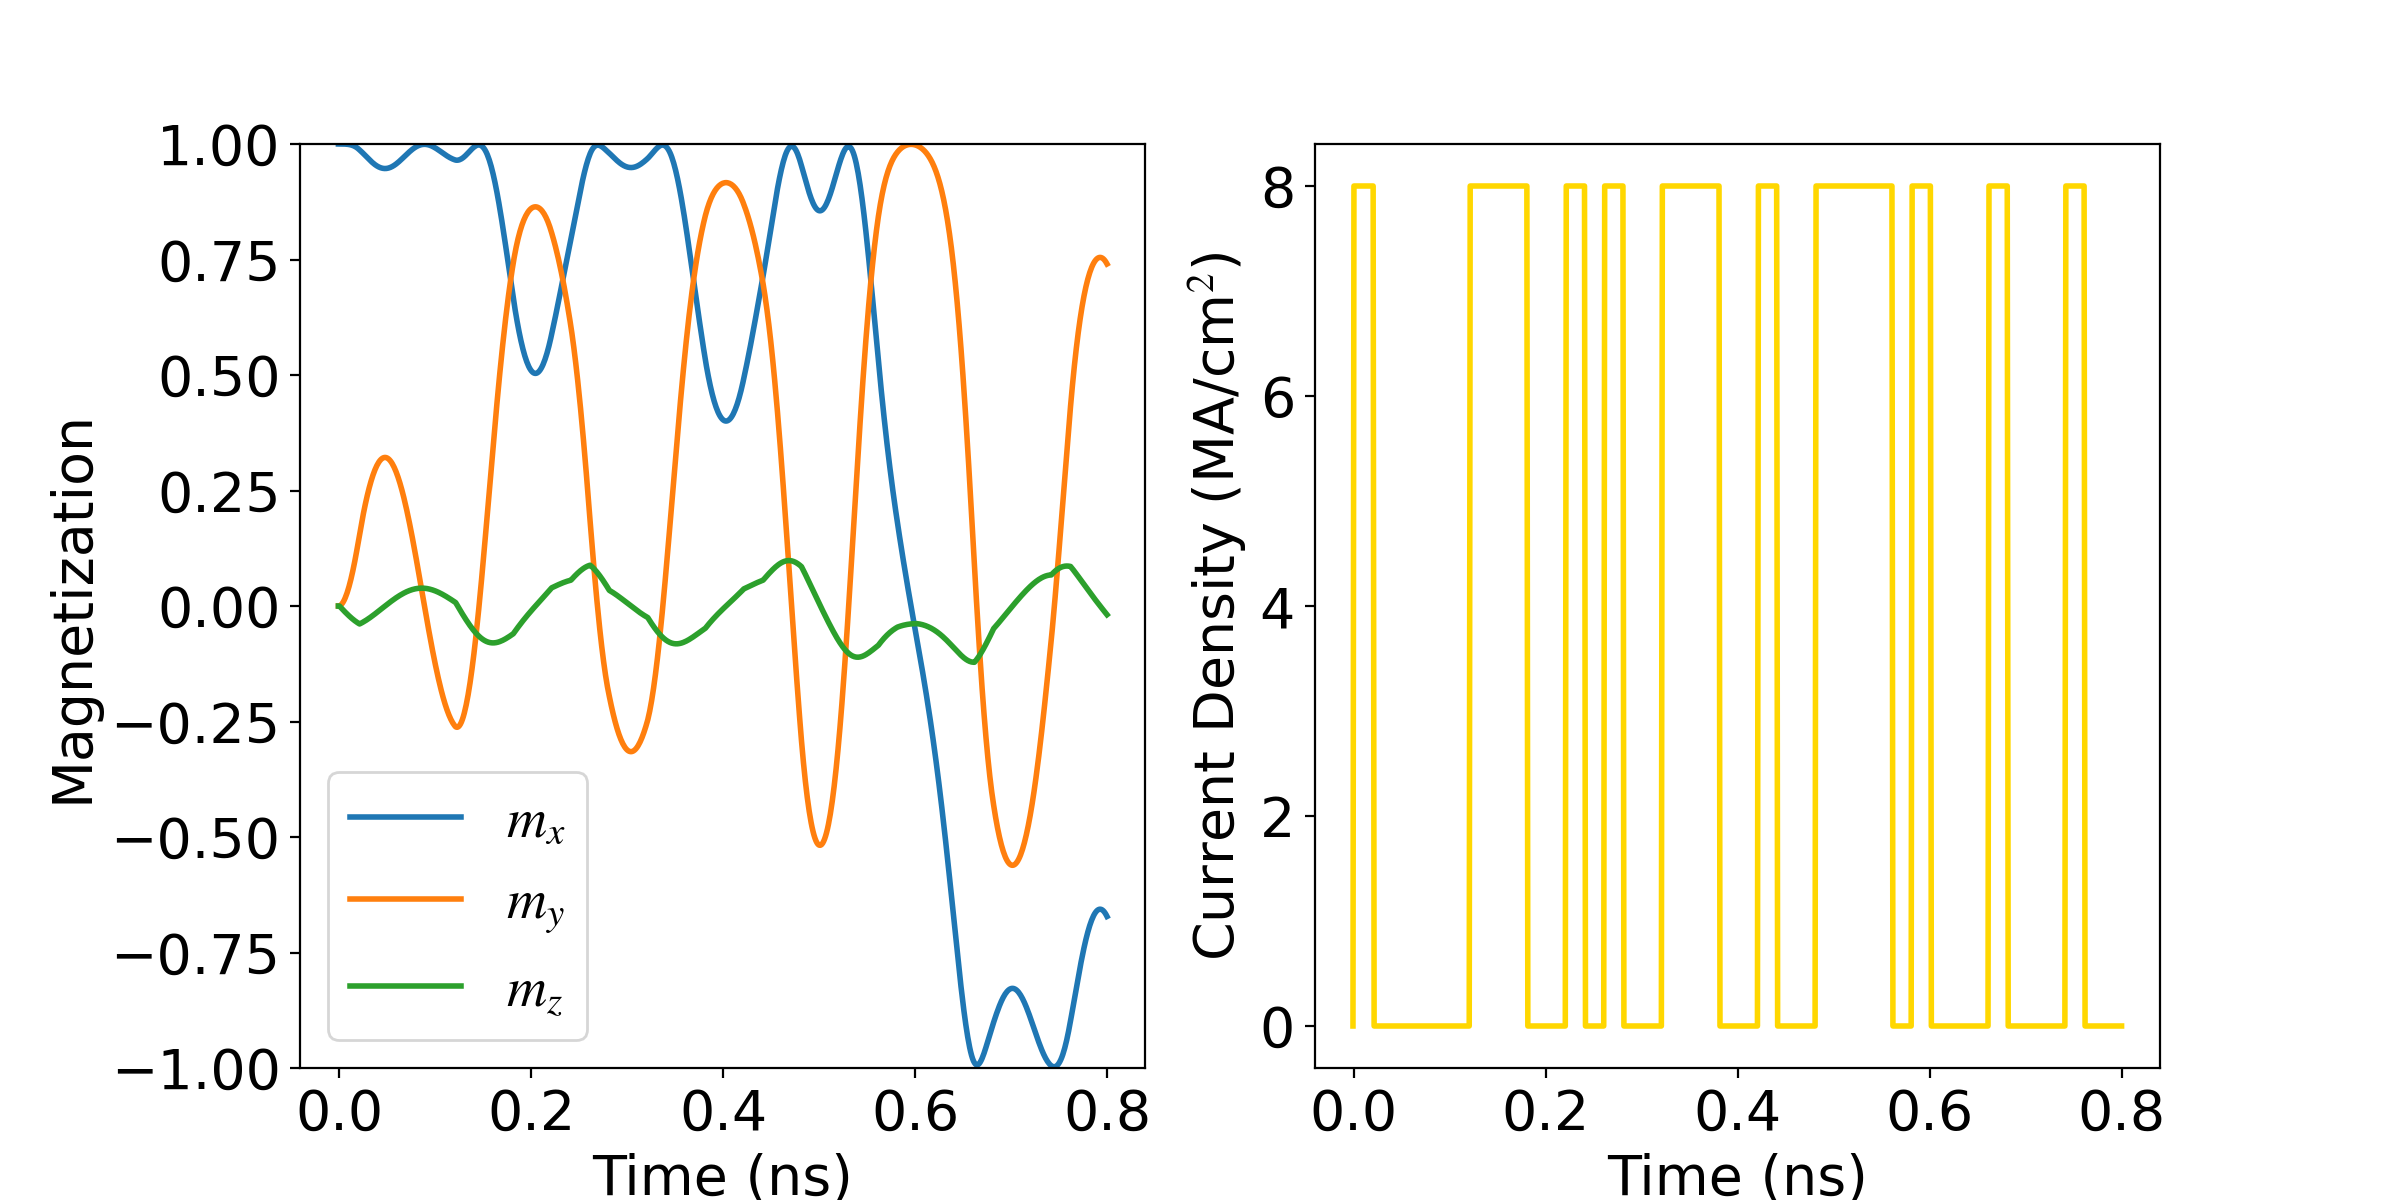 Magnetization
1.00
0.75
0.50
0.25
0.00
−0.25
−0.50
−0.75
−1.00
m_x
m_y
m_z
0.0 0.2 0.4 0.6 0.8
Time (ns)
Current Density (MA/cm²)
8
6
4
2
0
0.0 0.2 0.4 0.6 0.8
Time (ns)